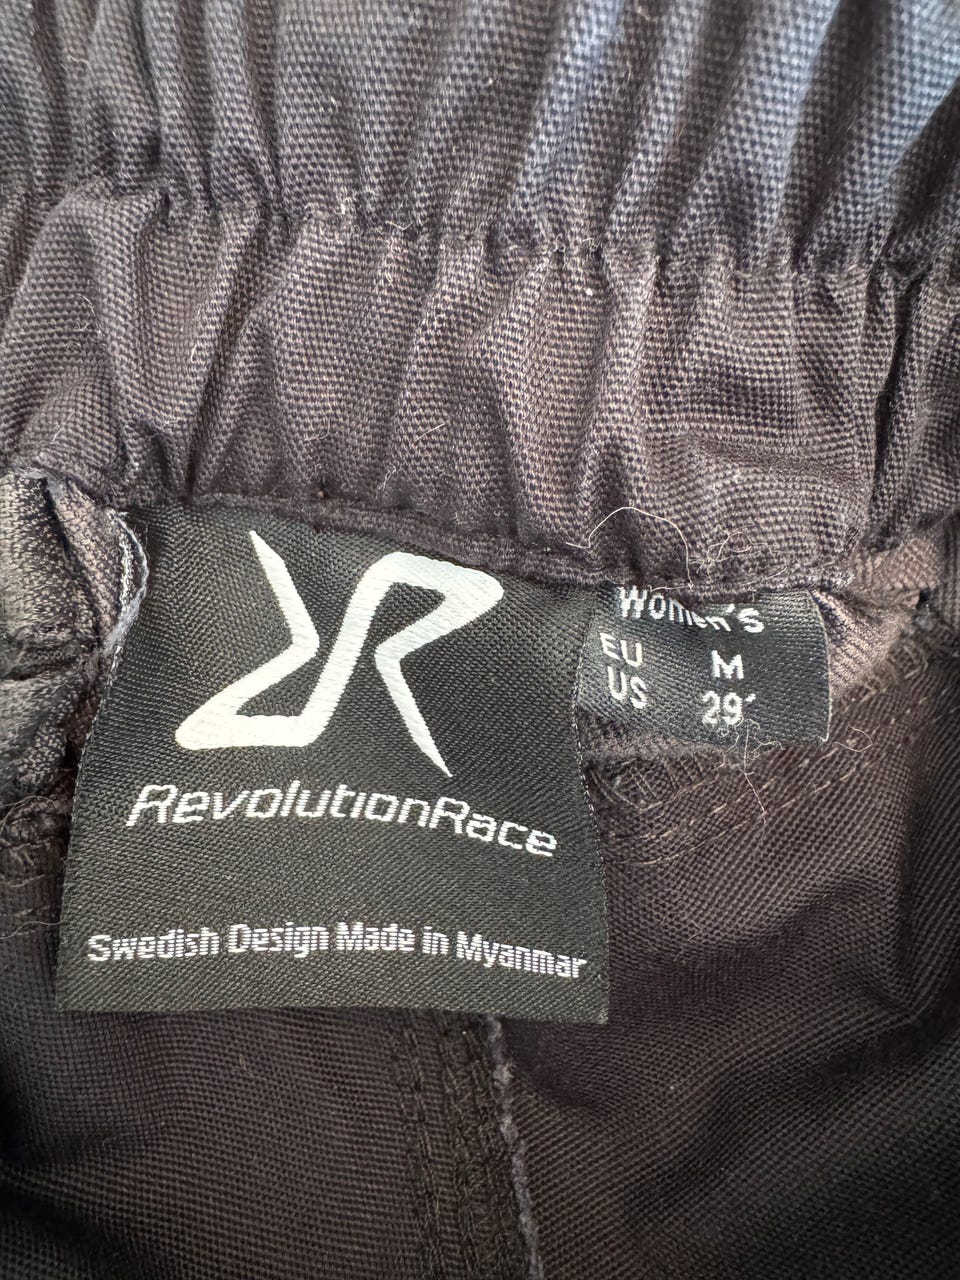 RevolutionRace
Swedish Design Made in Myanmar
Women's
EU M
US 29"